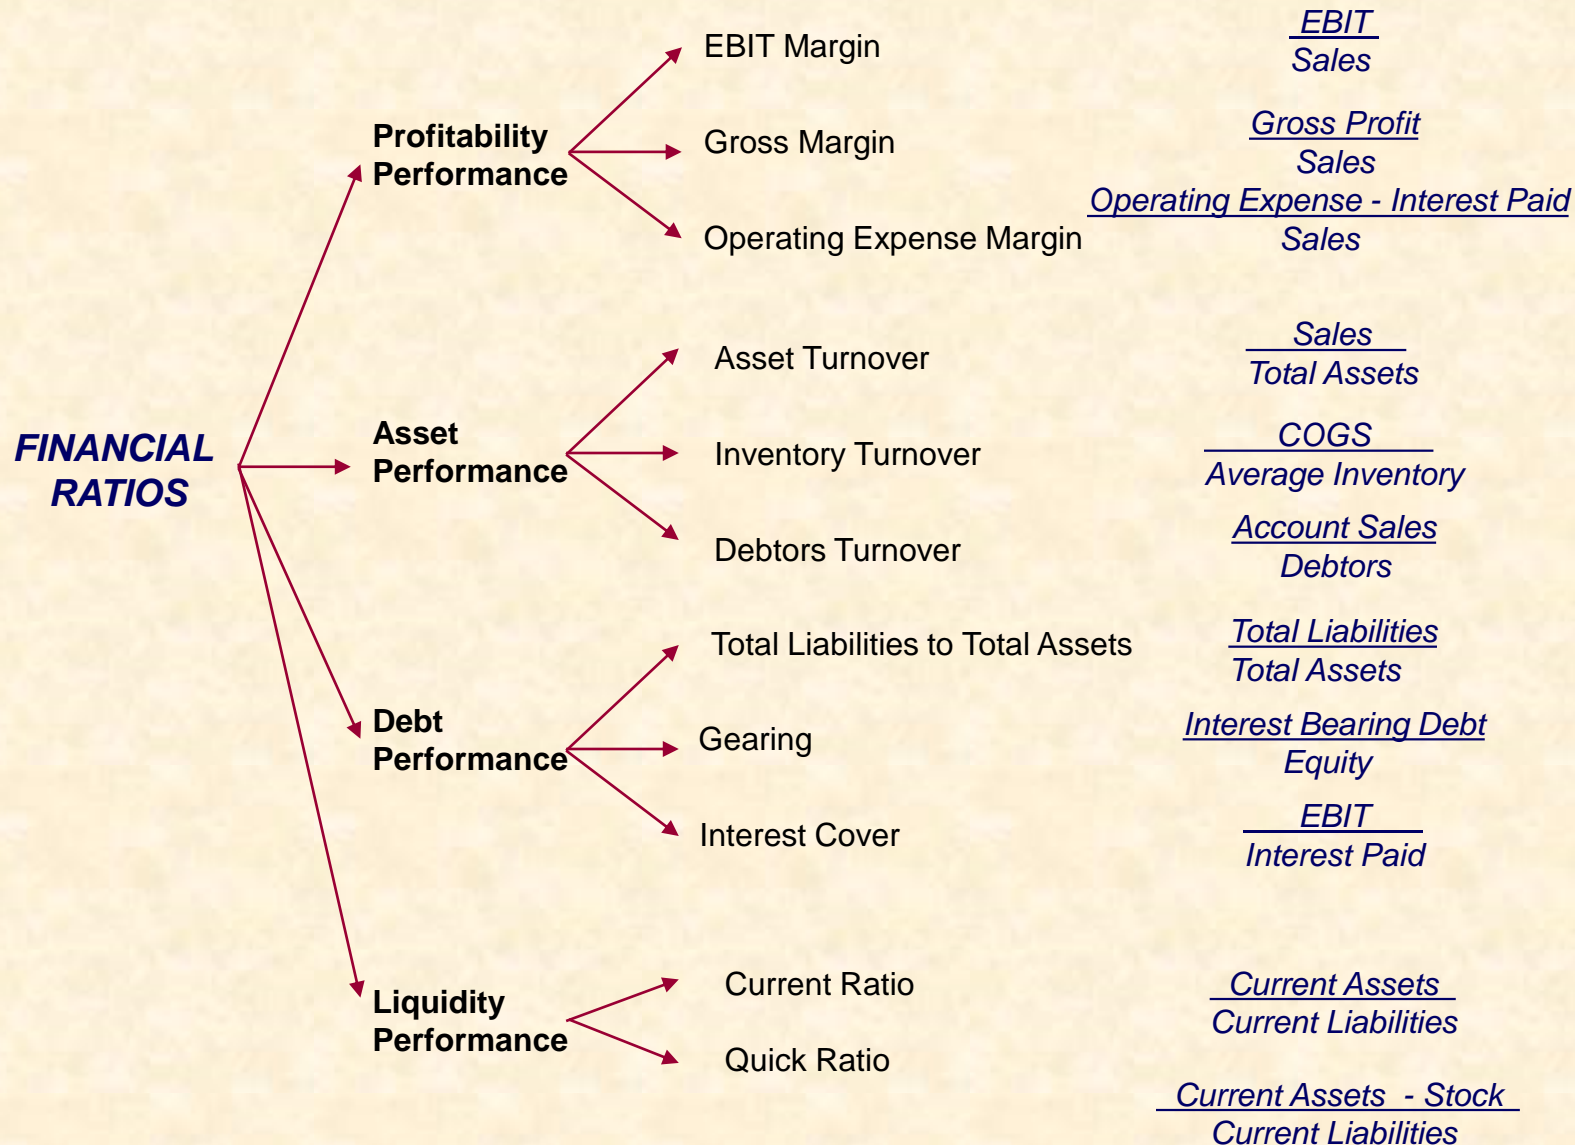 EBIT Margin
EBIT
Sales
Profitability
Performance
Gross Margin
Gross Profit
Sales
Operating Expense Margin
Operating Expense - Interest Paid
Sales
FINANCIAL
RATIOS
Asset
Performance
Asset Turnover
Sales
Total Assets
Inventory Turnover
COGS
Average Inventory
Debtors Turnover
Account Sales
Debtors
Debt
Performance
Total Liabilities to Total Assets
Total Liabilities
Total Assets
Gearing
Interest Bearing Debt
Equity
Interest Cover
EBIT
Interest Paid
Liquidity
Performance
Current Ratio
Current Assets
Current Liabilities
Quick Ratio
Current Assets - Stock
Current Liabilities